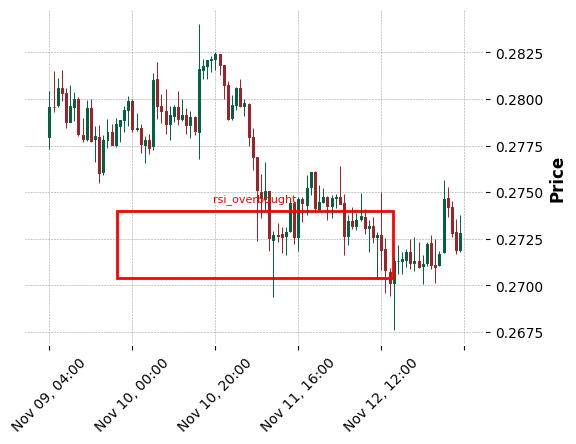 0.2825
0.2800
0.2775
0.2750
0.2725
0.2700
0.2675
Price
rsi_overbought
Nov 09, 04:00
Nov 10, 00:00
Nov 10, 20:00
Nov 11, 16:00
Nov 12, 12:00